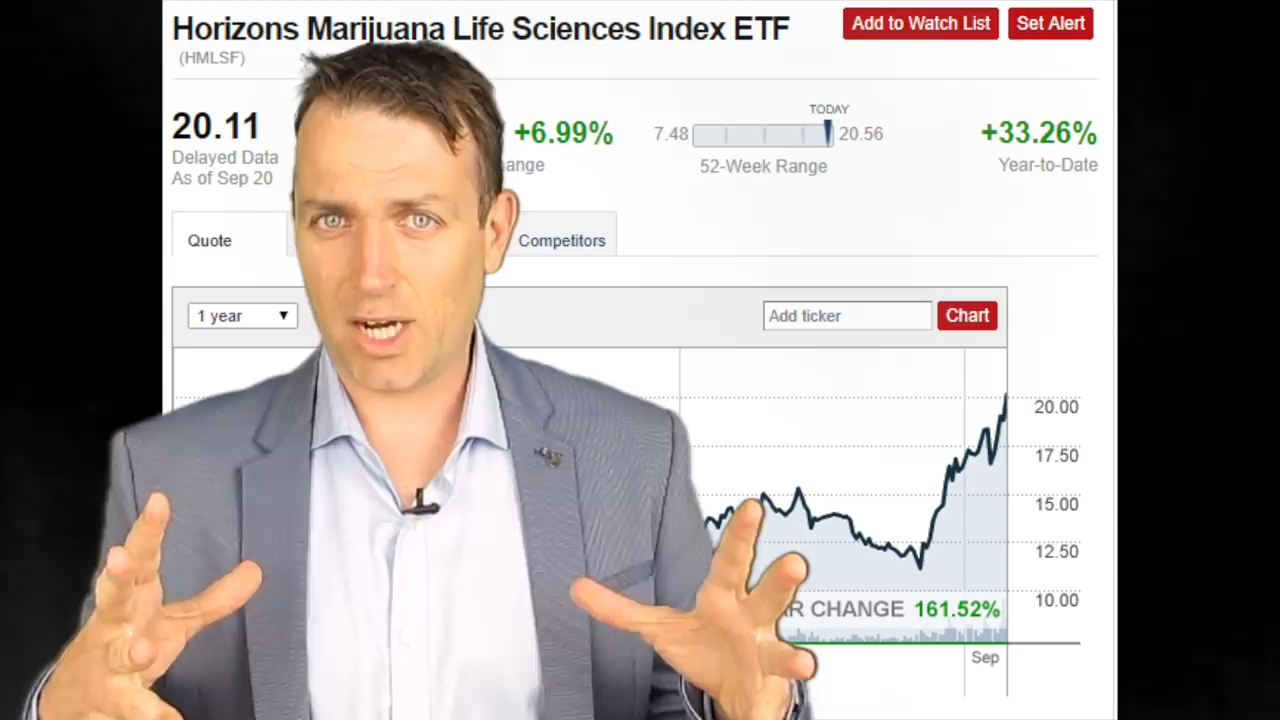 Horizons Marijuana Life Sciences Index ETF
Add to Watch List
Set Alert
(HMLSF)
TODAY
20.11
+6.99%
7.48
20.56
+33.26%
Delayed Data
52-Week Range
Year-to-Date
As of Sep 20
Quote
Competitors
1 year ▼
Add ticker
Chart
20.00
17.50
15.00
12.50
10.00
CHANGE 161.52%
Sep